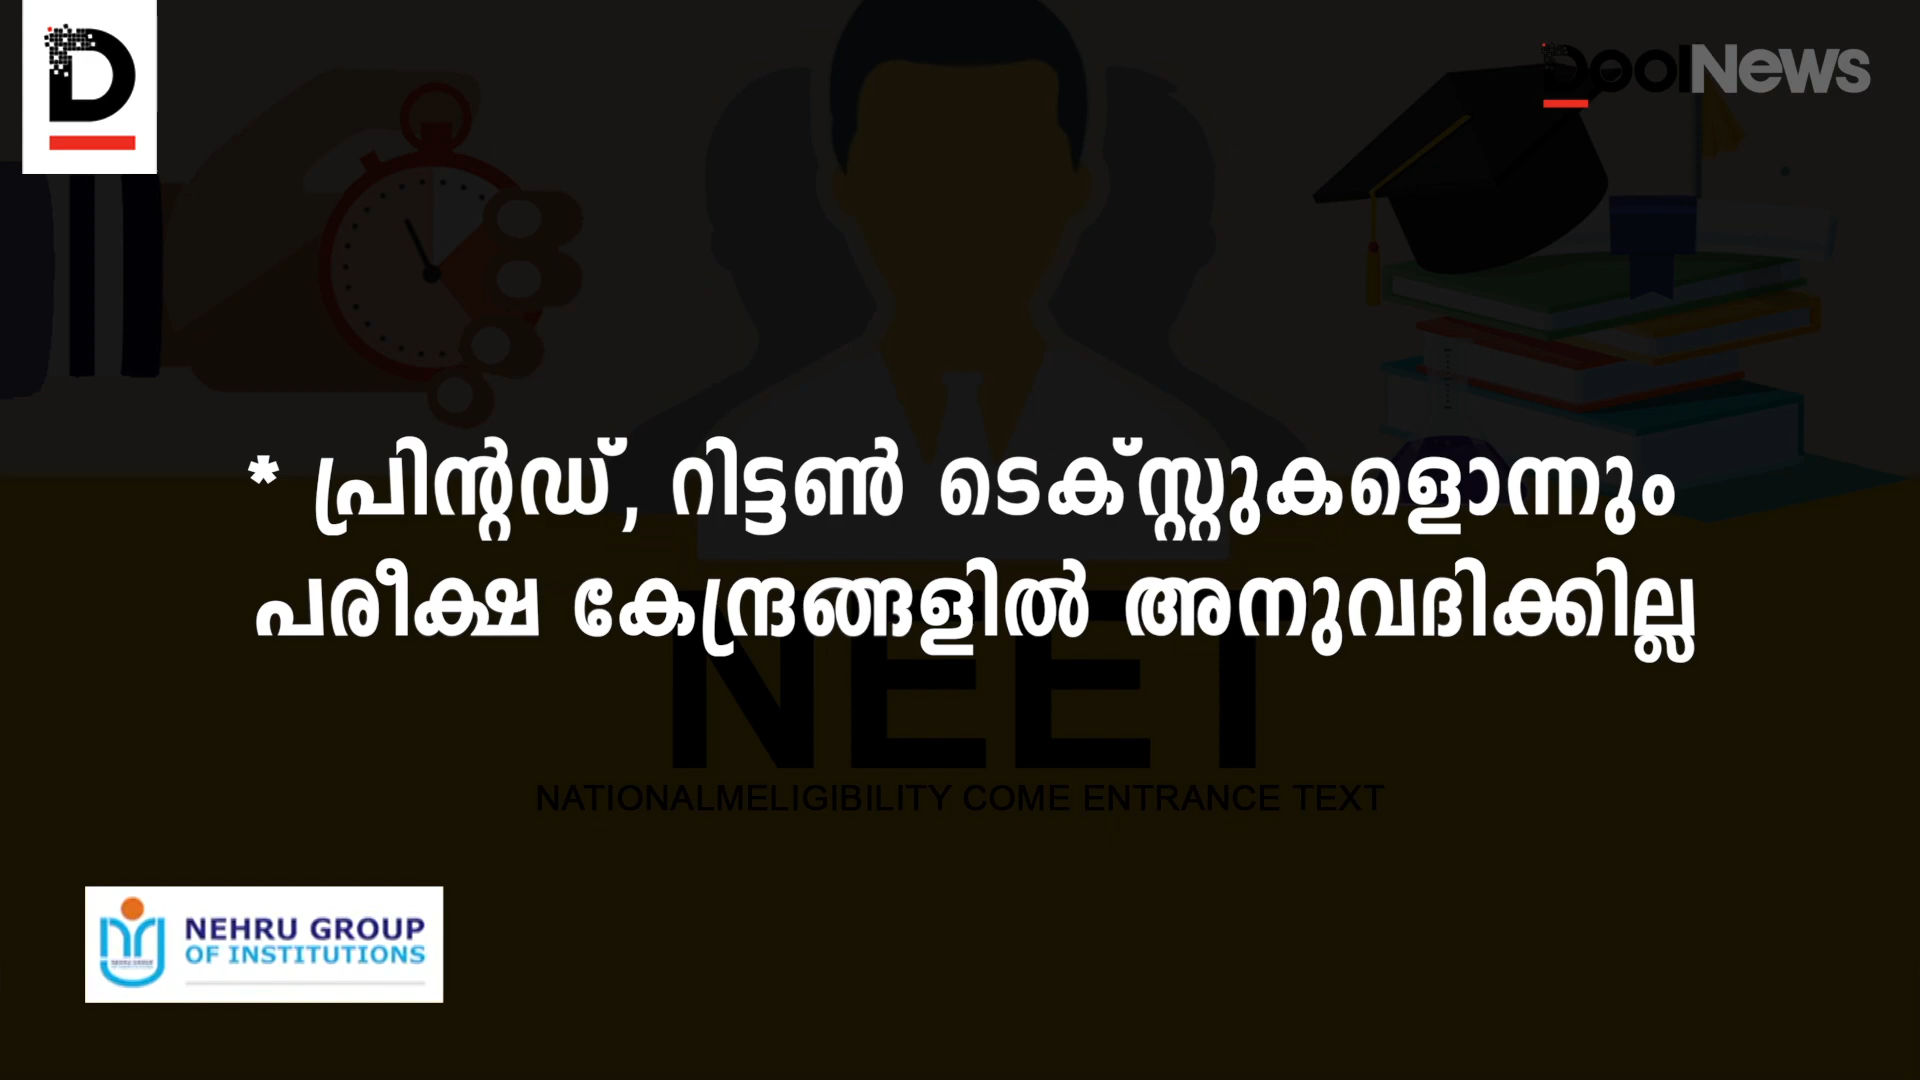 D
DoolNews
* പ്രിന്റഡ്, റിട്ടൺ ടെക്സ്റ്റുകളൊന്നും
പരീക്ഷ കേന്ദ്രങ്ങളിൽ അനുവദിക്കില്ല
NEET
NATIONALMELIGIBILITY COME ENTRANCE TEXT
NEHRU GROUP
OF INSTITUTIONS